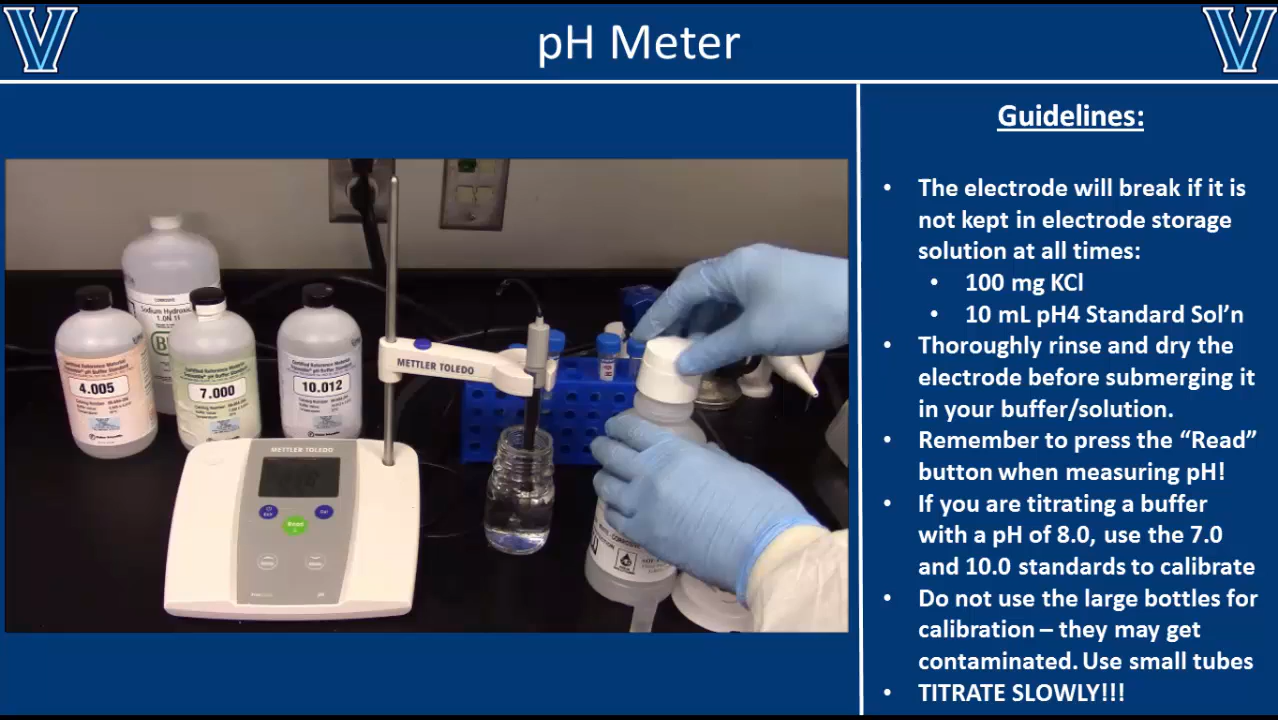 pH Meter
Guidelines:
• The electrode will break if it is
not kept in electrode storage
solution at all times:
• 100 mg KCl
• 10 mL pH4 Standard Sol’n
• Thoroughly rinse and dry the
electrode before submerging it
in your buffer/solution.
• Remember to press the “Read”
button when measuring pH!
• If you are titrating a buffer
with a pH of 8.0, use the 7.0
and 10.0 standards to calibrate
• Do not use the large bottles for
calibration – they may get
contaminated. Use small tubes
• TITRATE SLOWLY!!!
Sodium Hydroxide
1.0N
4.005
7.000
10.012
METTLER TOLEDO
METTLER TOLEDO
Read
Cal